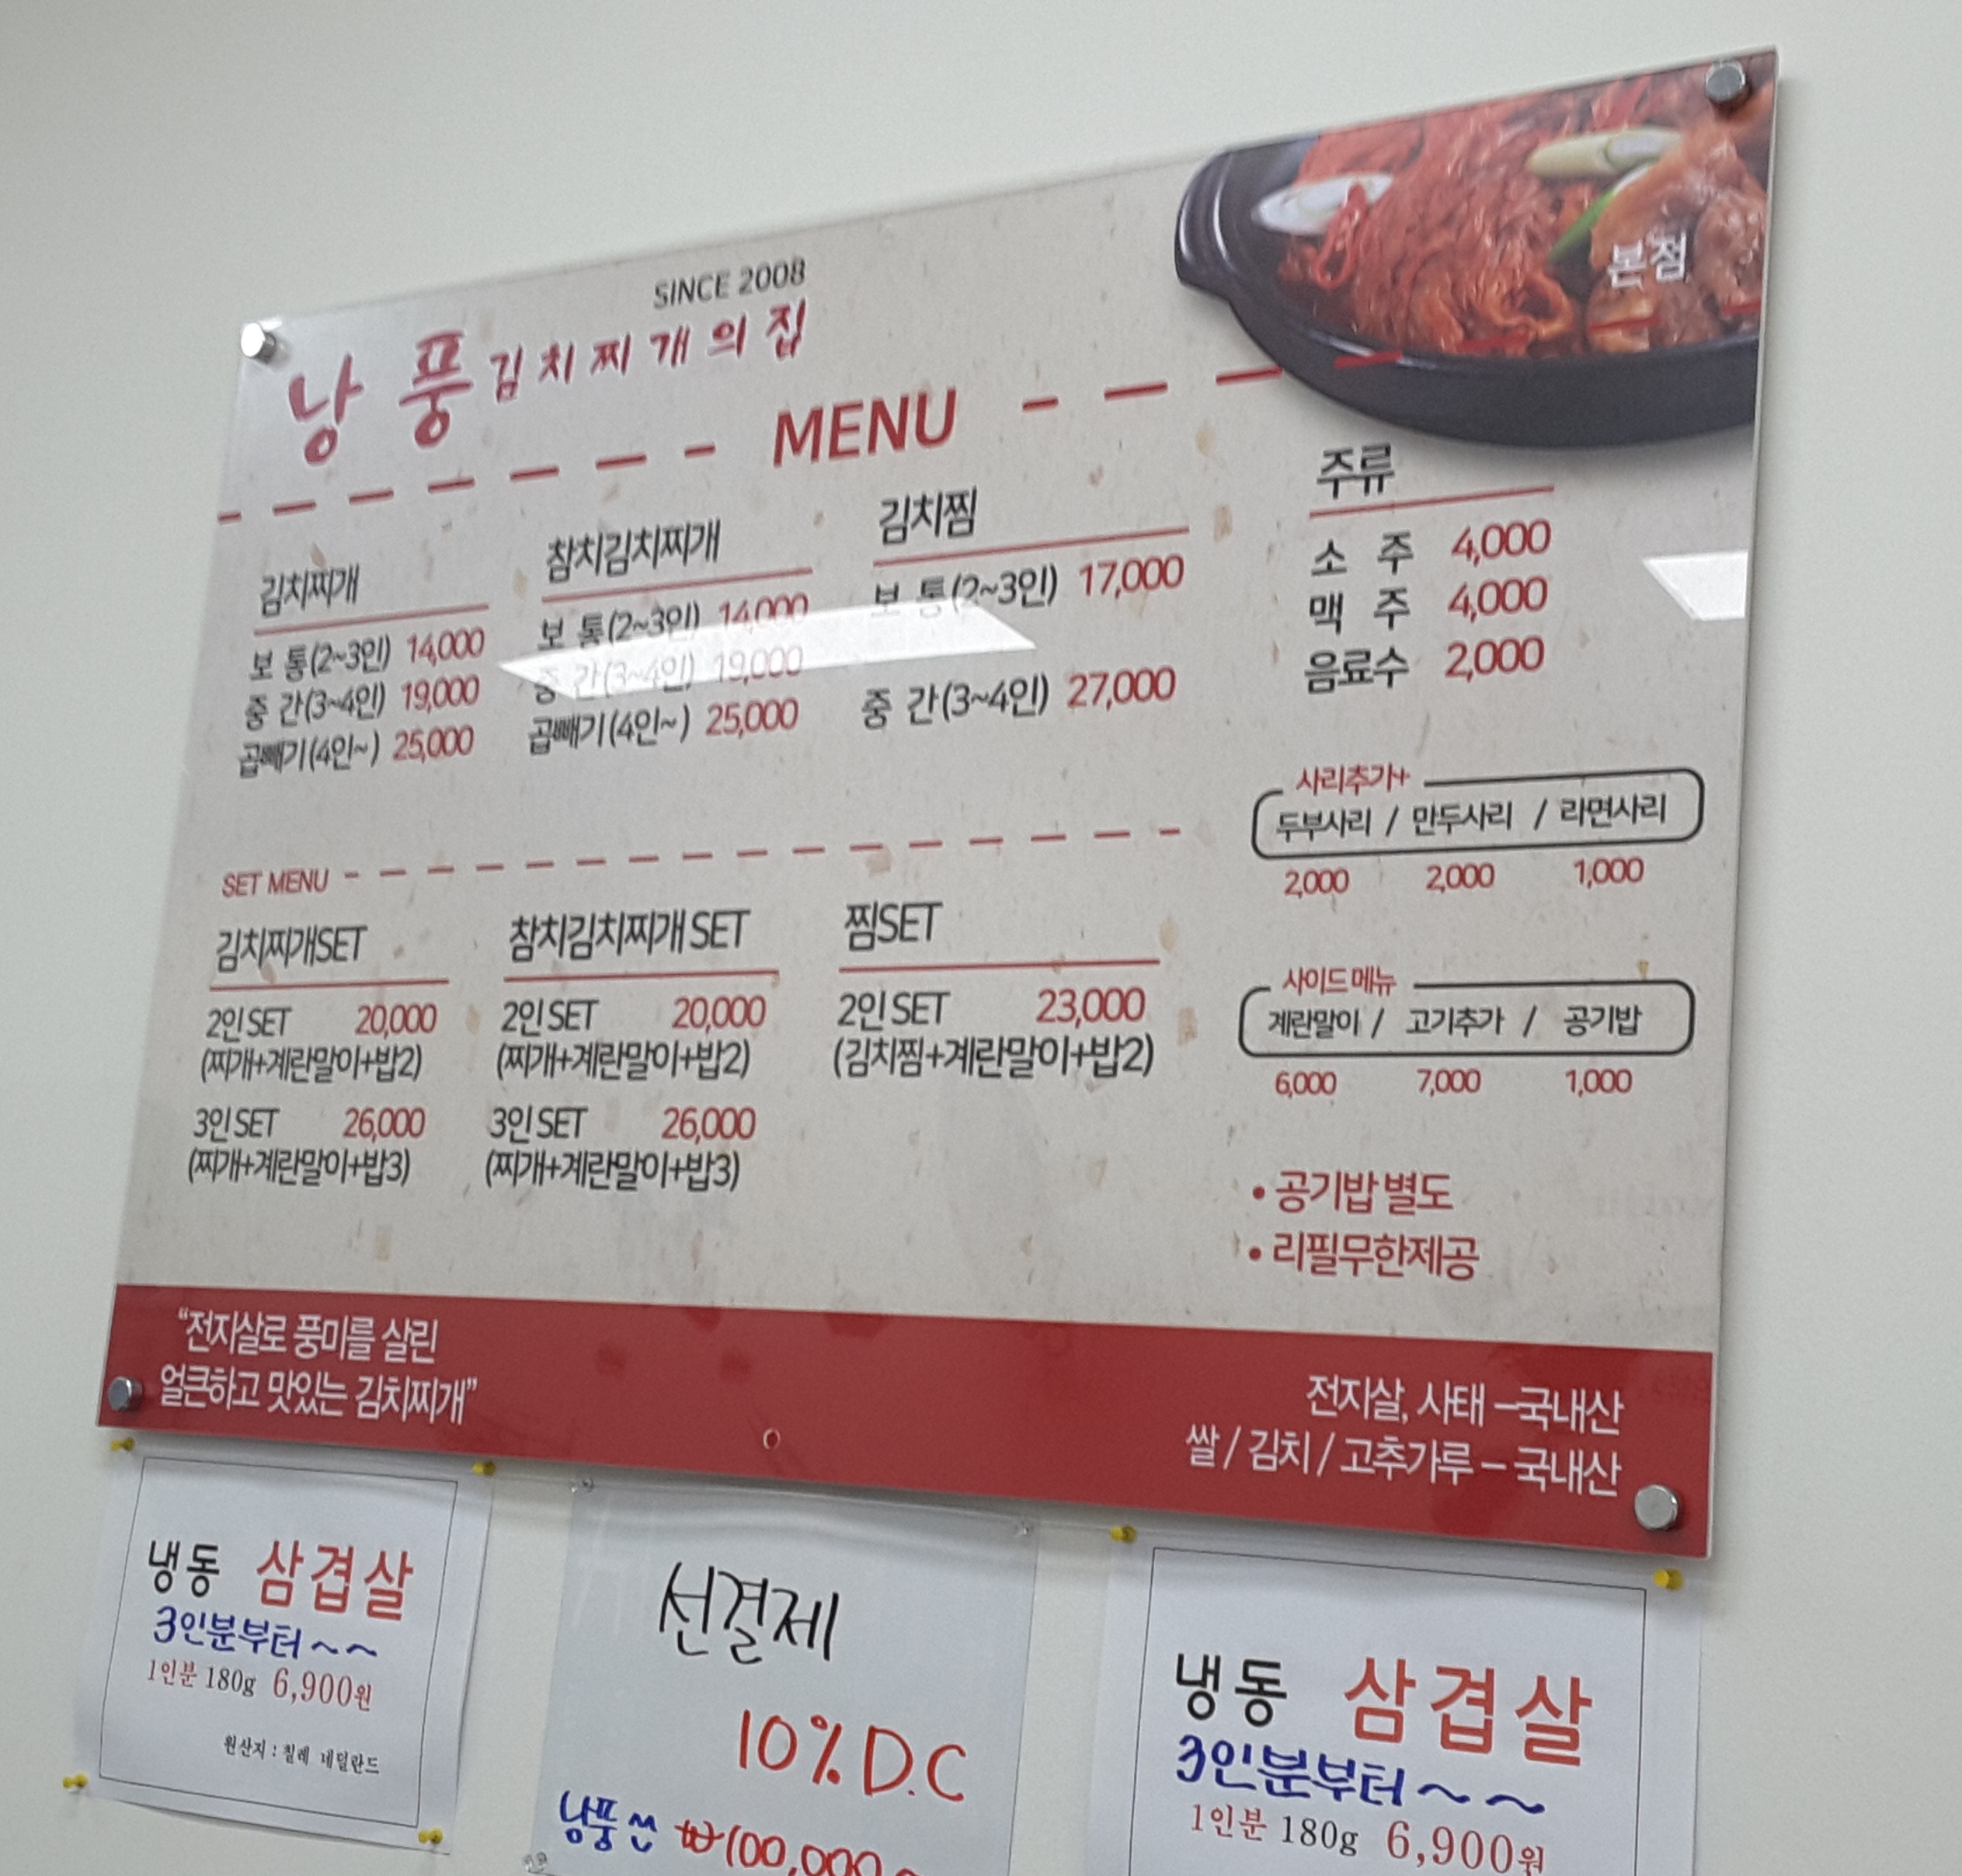 SINCE 2008
낭풍 김치찌개의집
본점
MENU
김치찌개
보 통(2~3인) 14,000
중 간(3~4인) 19,000
곱빼기(4인~) 25,000
참치김치찌개
보 통(2~3인) 14,000
중 간(3~4인) 19,000
곱빼기(4인~) 25,000
김치찜
보 통(2~3인) 17,000
중 간(3~4인) 27,000
주류
소 주 4,000
맥 주 4,000
음료수 2,000
사리추가+
두부사리 / 만두사리 / 라면사리
2,000 2,000 1,000
사이드 메뉴
계란말이 / 고기추가 / 공기밥
6,000 7,000 1,000
• 공기밥 별도
• 리필무한제공
SET MENU
김치찌개SET
2인 SET 20,000
(찌개+계란말이+밥2)
3인 SET 26,000
(찌개+계란말이+밥3)
참치김치찌개 SET
2인 SET 20,000
(찌개+계란말이+밥2)
3인 SET 26,000
(찌개+계란말이+밥3)
찜SET
2인 SET 23,000
(김치찜+계란말이+밥2)
“전지살로 풍미를 살린
얼큰하고 맛있는 김치찌개”
전지살, 사태 –국내산
쌀 / 김치 / 고추가루 – 국내산
냉동 삼겹살
3인분부터~~
1인분 180g 6,900원
원산지 : 칠레 네덜란드
선결제
10% D.C
낭풍 ₩100,000
냉동 삼겹살
3인분부터~~
1인분 180g 6,900원